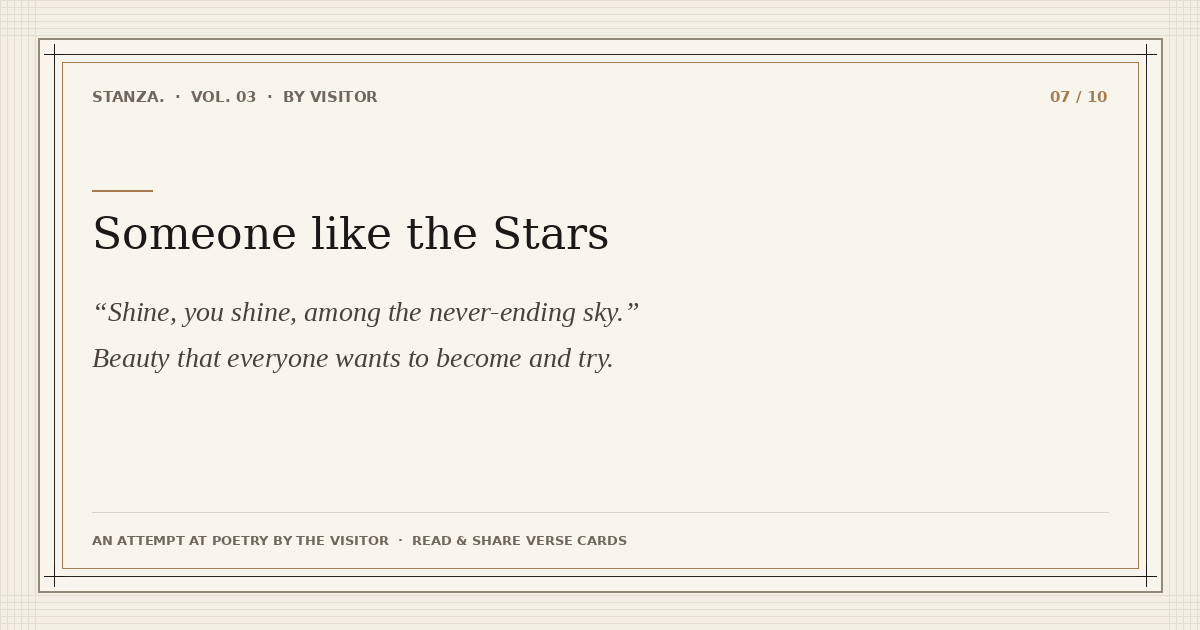 STANZA. · VOL. 03 · BY VISITOR
07 / 10
Someone like the Stars
“Shine, you shine, among the never-ending sky.”
Beauty that everyone wants to become and try.
AN ATTEMPT AT POETRY BY THE VISITOR · READ & SHARE VERSE CARDS